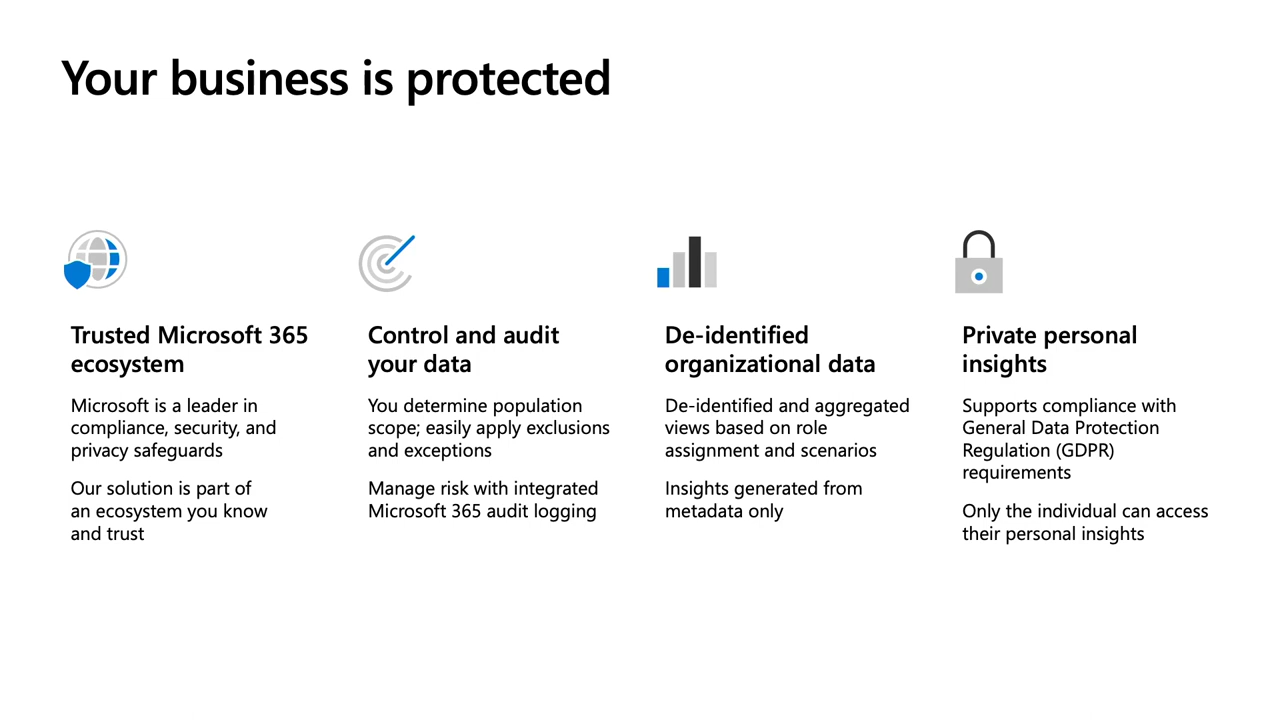 Your business is protected
Trusted Microsoft 365
ecosystem
Microsoft is a leader in
compliance, security, and
privacy safeguards
Our solution is part of
an ecosystem you know
and trust
Control and audit
your data
You determine population
scope; easily apply exclusions
and exceptions
Manage risk with integrated
Microsoft 365 audit logging
De-identified
organizational data
De-identified and aggregated
views based on role
assignment and scenarios
Insights generated from
metadata only
Private personal
insights
Supports compliance with
General Data Protection
Regulation (GDPR)
requirements
Only the individual can access
their personal insights